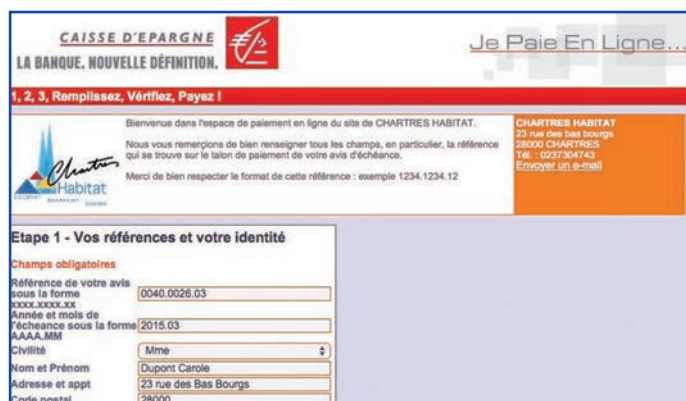 CAISSE D'EPARGNE
LA BANQUE. NOUVELLE DÉFINITION.
Je Paie En Ligne...
1, 2, 3, Remplissez, Vérifiez, Payez !
Bienvenue dans l'espace de paiement en ligne du site de CHARTRES HABITAT.
Nous vous remerçions de bien renseigner tous les champs, en particulier, la référence
qui se trouve sur le talon de paiement de votre avis d'échéance.
Merci de bien respecter le format de cette référence : exemple 1234.1234.12
Chartres
Habitat
CHARTRES HABITAT
23 rue des bas bourgs
28000 CHARTRES
Tél. : 0237304743
Envoyer un e-mail
Etape 1 - Vos références et votre identité
Champs obligatoires
Référence de votre avis
sous la forme
xxxx.xxxx.xx
0040.0026.03
Année et mois de
l'écheance sous la forme
AAAA.MM
2015.03
Civilité
Mme
Nom et Prénom
Dupont Carole
Adresse et appt
23 rue des Bas Bourgs
Code postal
28000